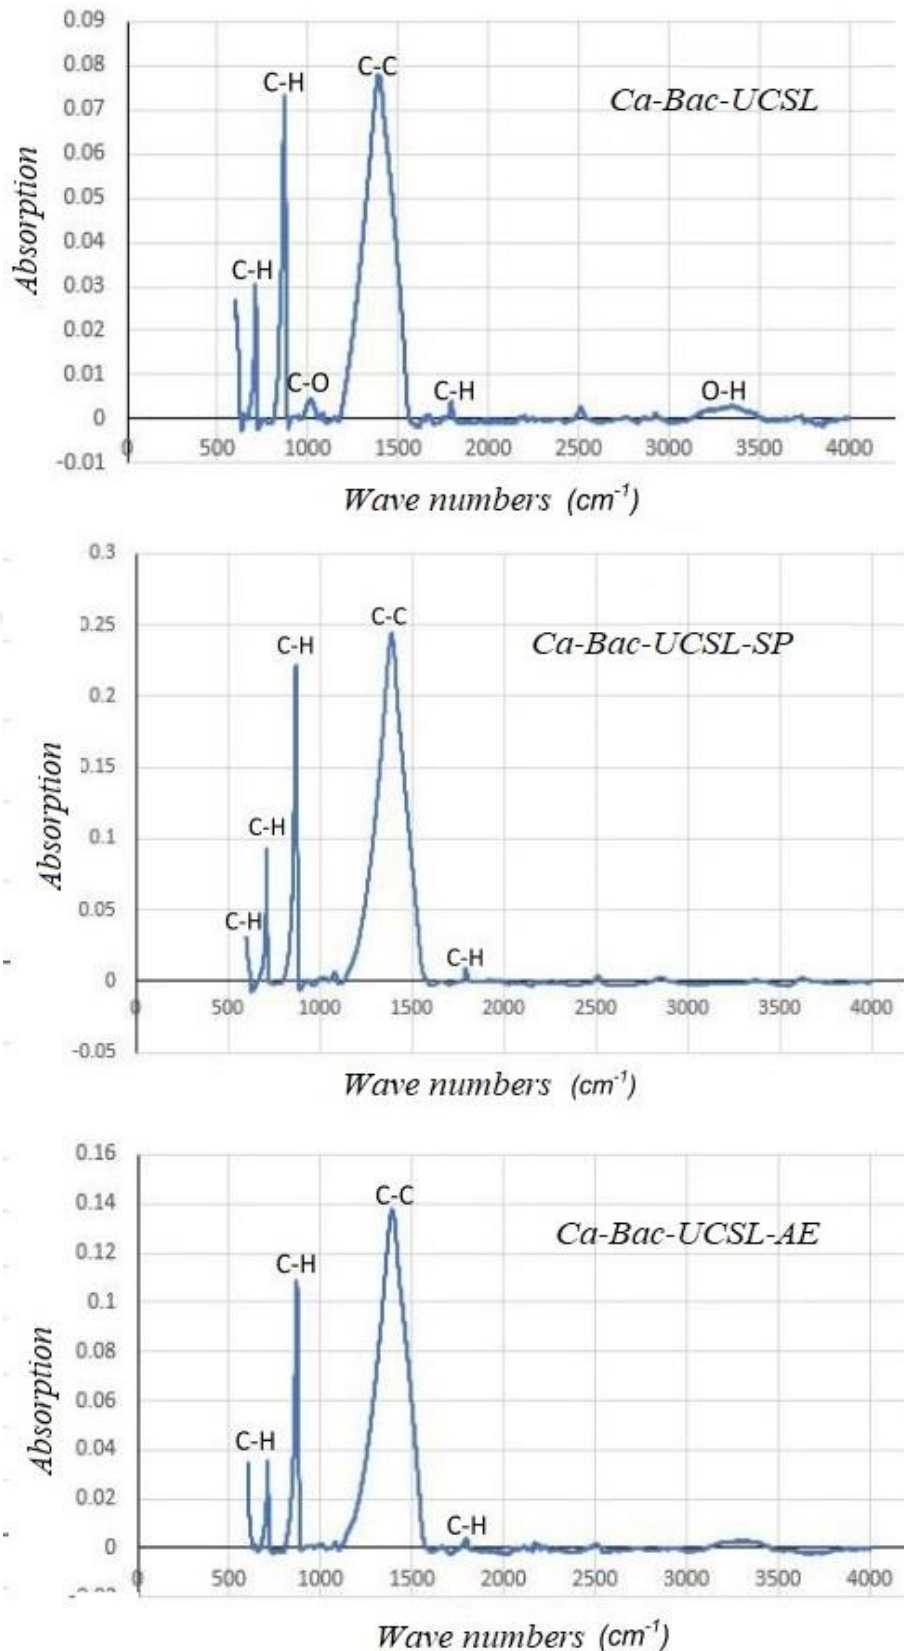 0.09
0.08
0.07
0.06
0.05
0.04
0.03
0.02
0.01
0
-0.01
Absorption
C-H
C-H
C-O
C-C
C-H
O-H
Ca-Bac-UCSL
0 500 1000 1500 2000 2500 3000 3500 4000
Wave numbers (cm-1)
0.3
0.25
0.2
0.15
0.1
0.05
0
-0.05
Absorption
C-H
C-H
C-H
C-C
C-H
Ca-Bac-UCSL-SP
0 500 1000 1500 2000 2500 3000 3500 4000
Wave numbers (cm-1)
0.16
0.14
0.12
0.1
0.08
0.06
0.04
0.02
0
Absorption
C-H
C-H
C-C
C-H
Ca-Bac-UCSL-AE
0 500 1000 1500 2000 2500 3000 3500 4000
Wave numbers (cm-1)